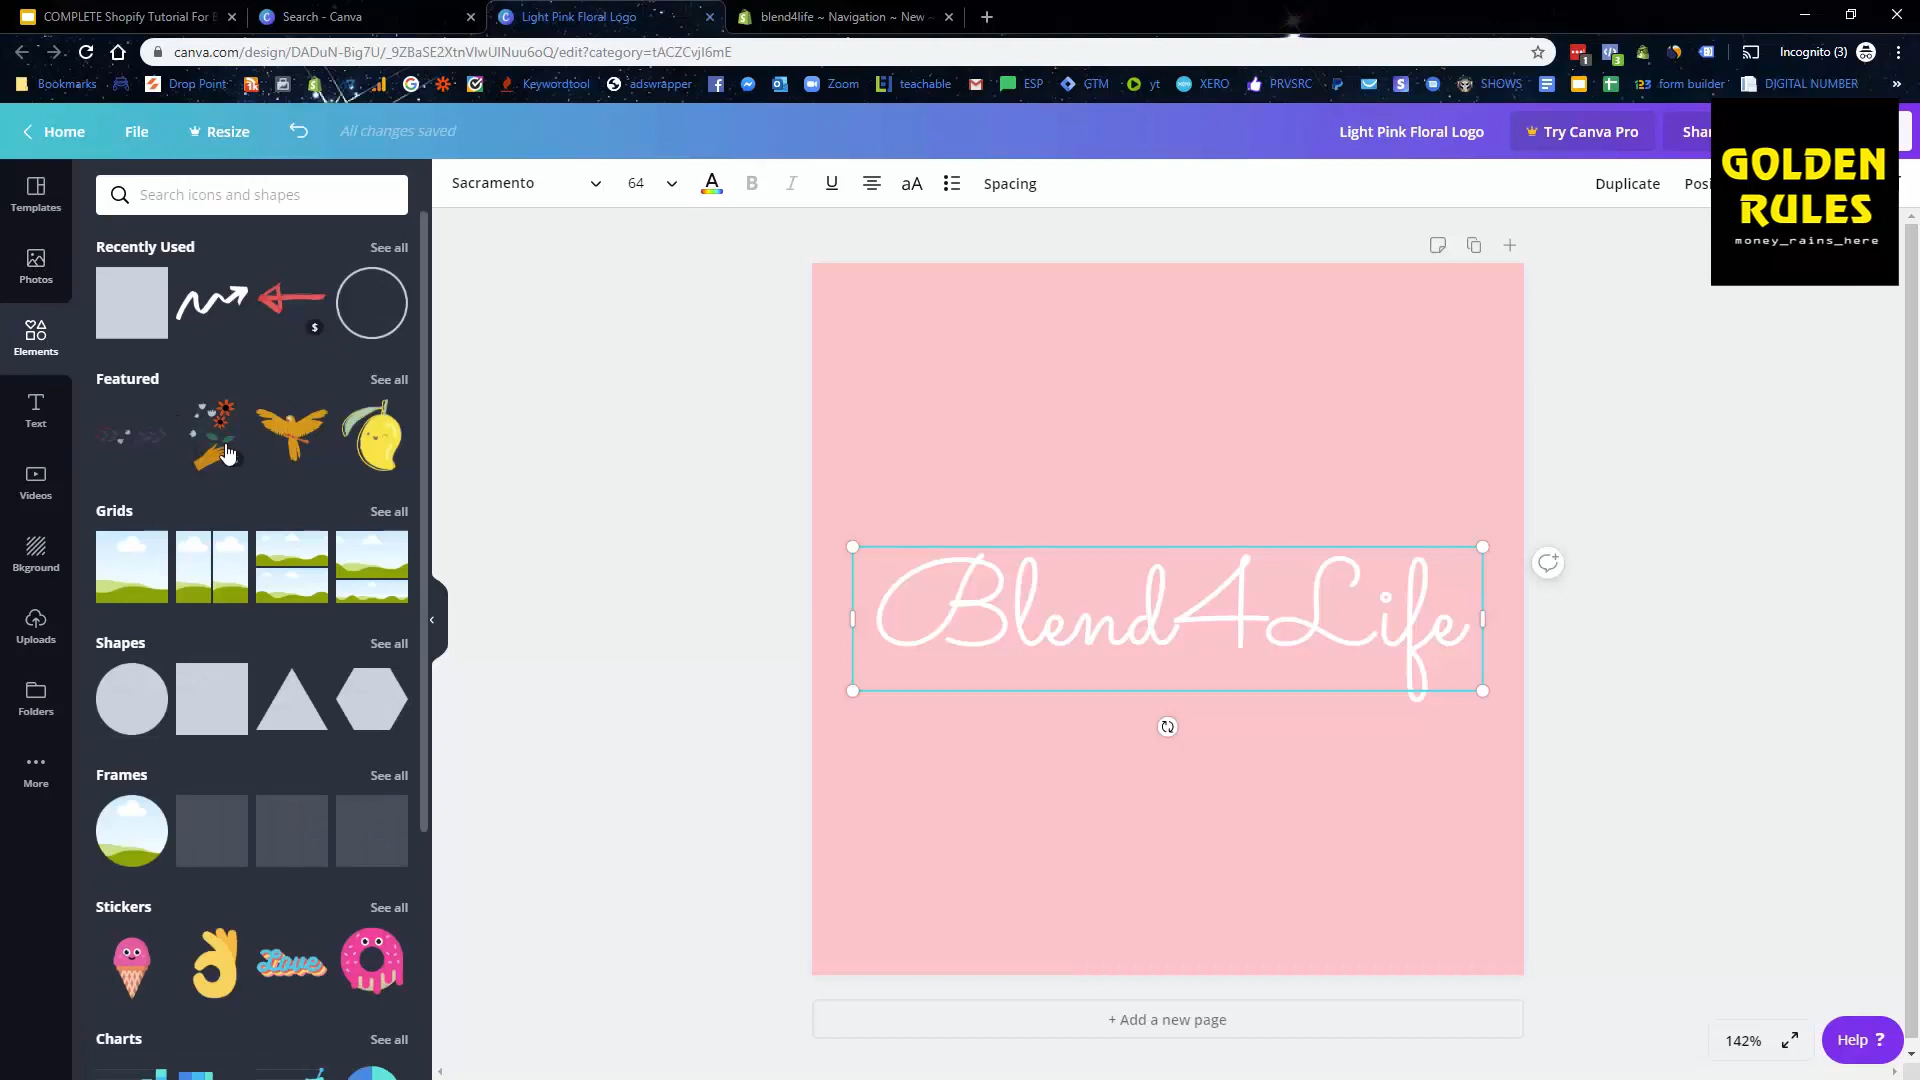 COMPLETE Shopify Tutorial For
Search - Canva
Light Pink Floral Logo
blend4life ~ Navigation ~ New
canva.com/design/DADuN-Big7U/_9ZBaSE2XtnVlwUINuu6oQ/edit?category=tACZCvjI6mE
Incognito (3)
Bookmarks
Drop Point
Keywordtool
adswrapper
Zoom
teachable
ESP
GTM
yt
XERO
PRVSRC
SHOWS
form builder
DIGITAL NUMBER
Home
File
Resize
All changes saved
Light Pink Floral Logo
Try Canva Pro
Shar
GOLDEN
RULES
money_rains_here
Templates
Photos
Elements
Text
Videos
Bkground
Uploads
Folders
More
Search icons and shapes
Sacramento
64
A
B
I
U
aA
Spacing
Duplicate
Posi
Recently Used
See all
$
Featured
See all
Grids
See all
Shapes
See all
Frames
See all
Stickers
See all
Love
Charts
See all
Blend4Life
+ Add a new page
142%
Help ?